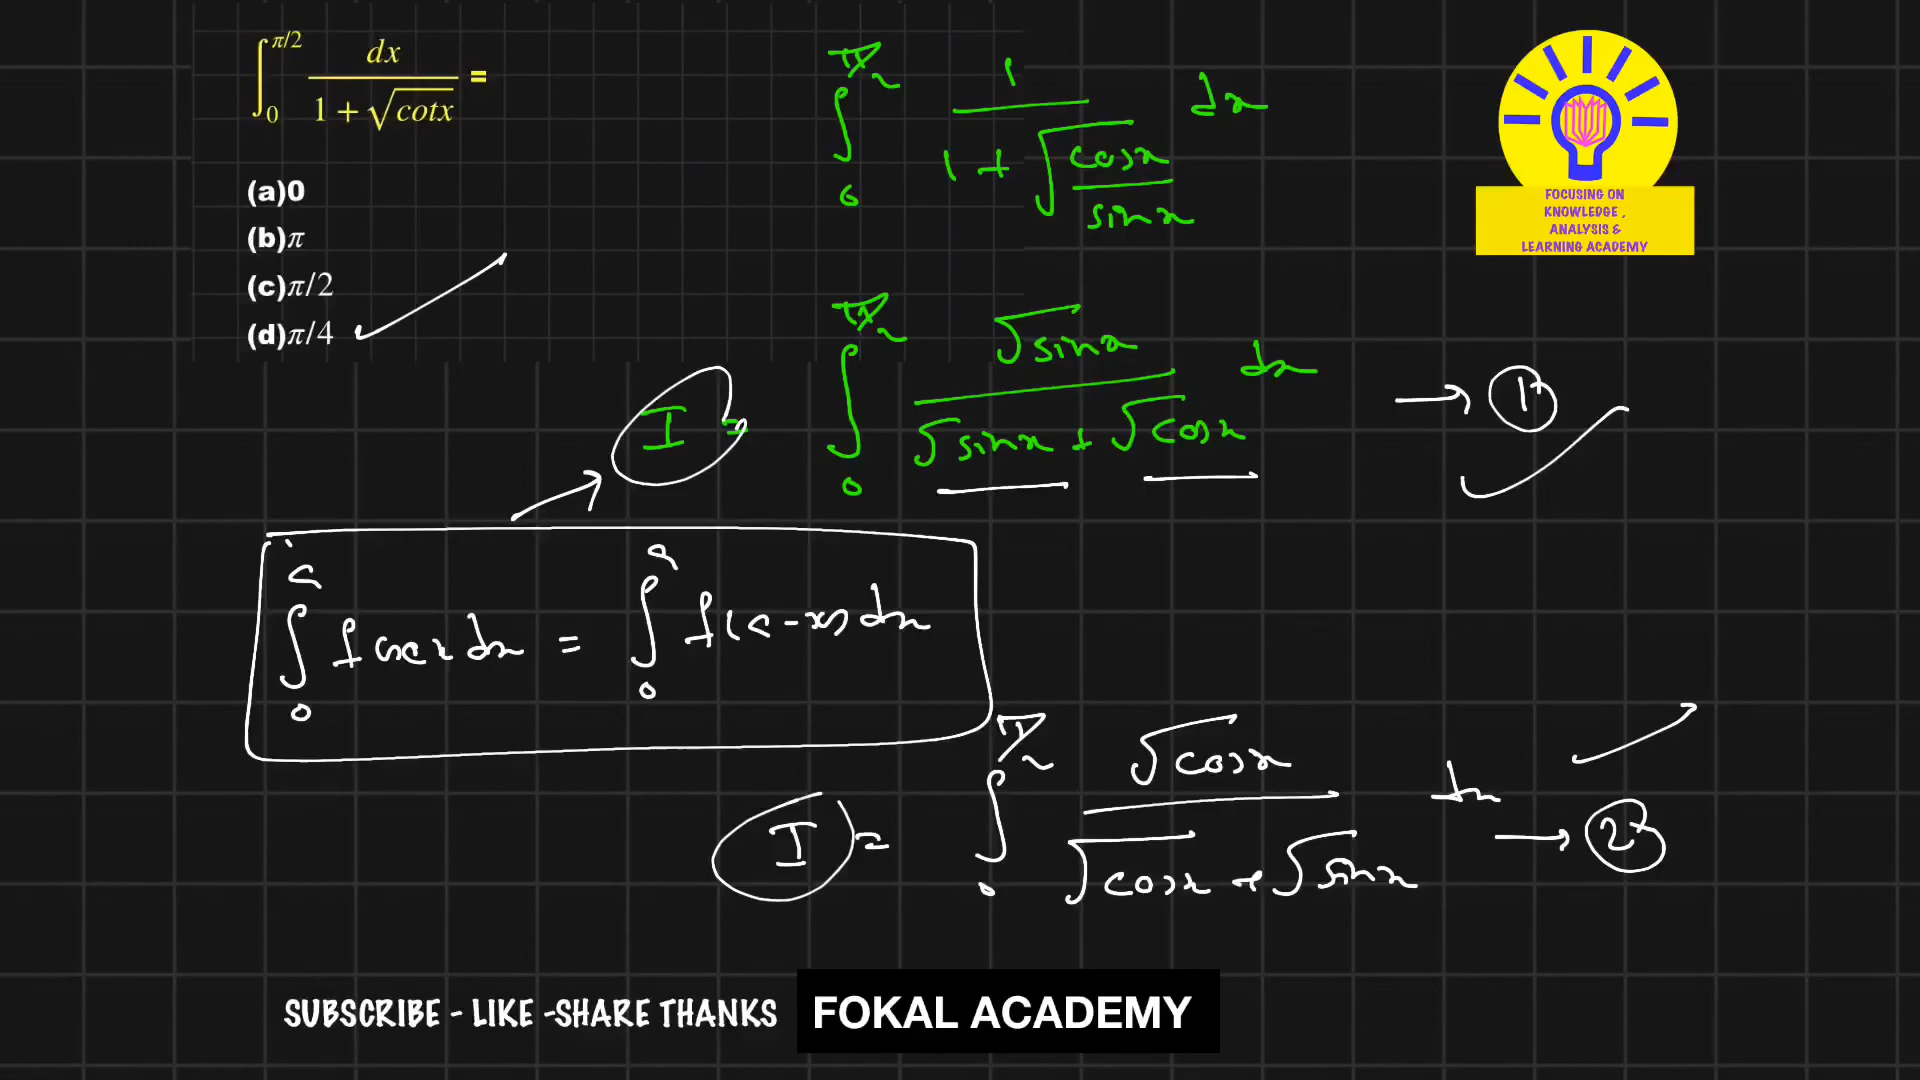 ∫₀^{π/2} dx / (1 + √cotx) =
(a)0
(b)π
(c)π/2
(d)π/4
∫₀^{π/2} 1 / (1 + √(cosx / sinx)) dx
I = ∫₀^{π/2} √sinx / (√sinx + √cosx) dx → 1
∫₀^a f(x) dx = ∫₀^a f(a-x) dx
I = ∫₀^{π/2} √cosx / (√cosx + √sinx) dx → 2
FOCUSING ON
KNOWLEDGE ,
ANALYSIS &
LEARNING ACADEMY
SUBSCRIBE - LIKE -SHARE THANKS
FOKAL ACADEMY